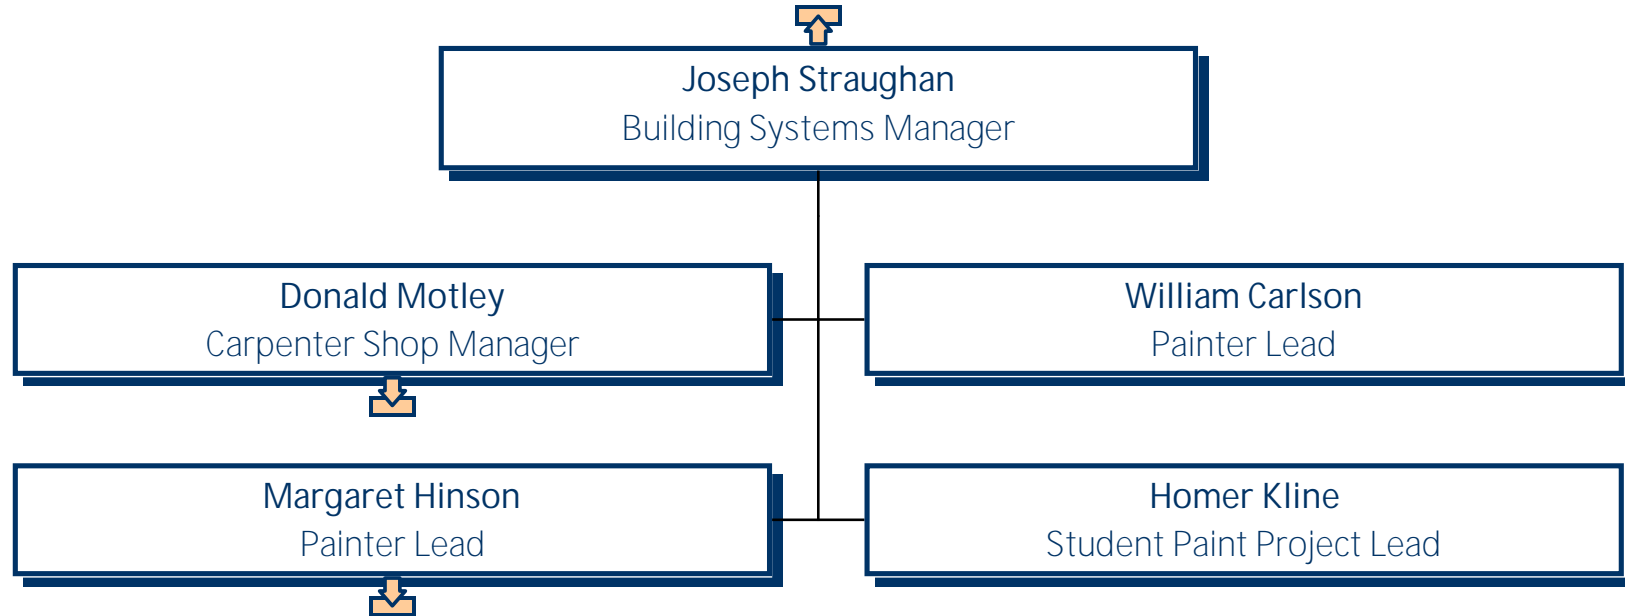 Joseph Straughan
Building Systems Manager
Donald Motley
Carpenter Shop Manager
William Carlson
Painter Lead
Margaret Hinson
Painter Lead
Homer Kline
Student Paint Project Lead